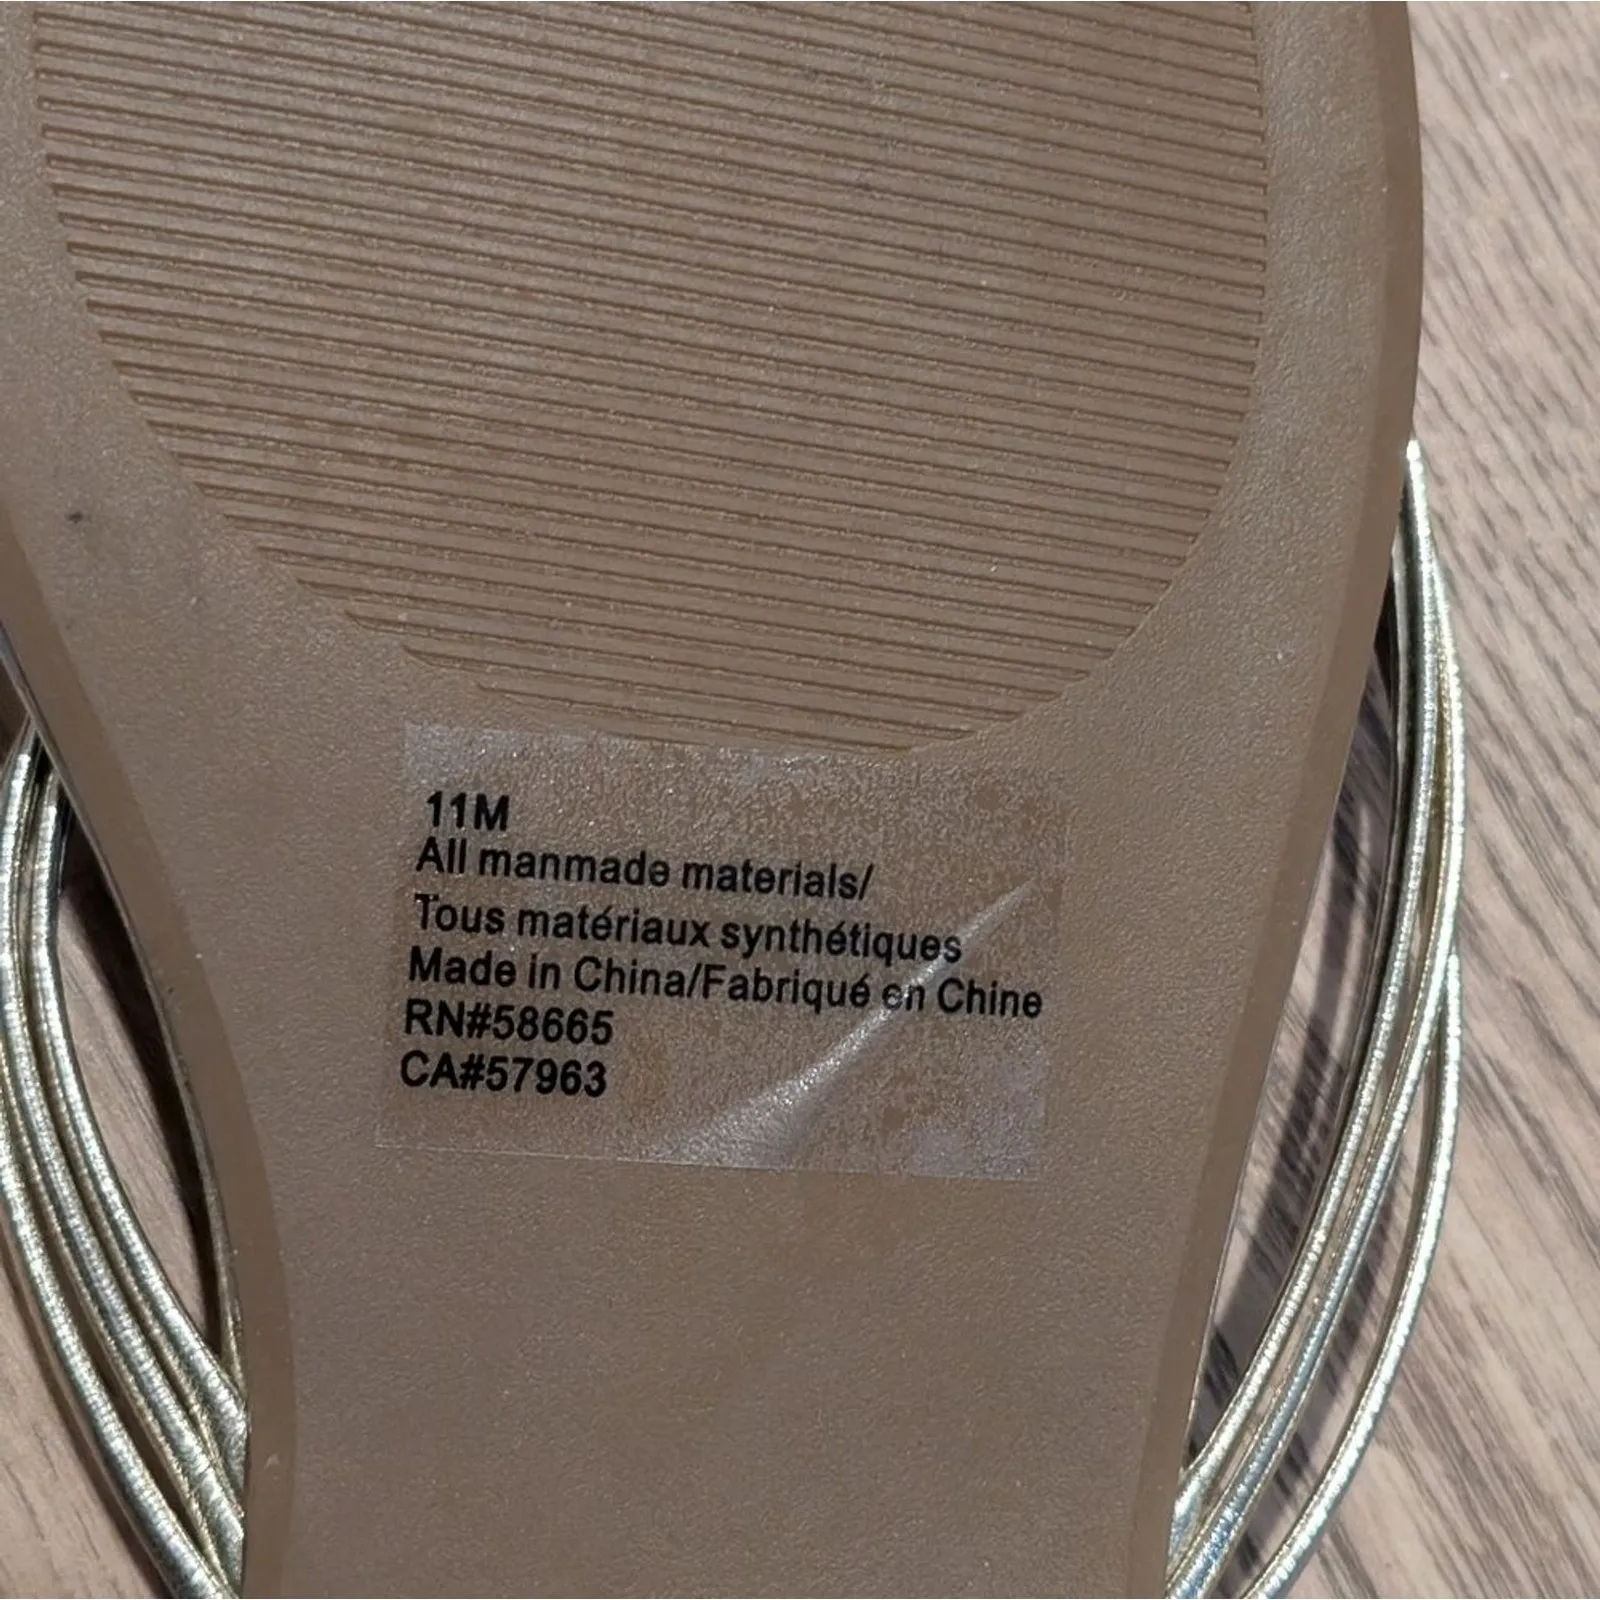 11M
All manmade materials/
Tous matériaux synthétiques
Made in China/Fabriqué en Chine
RN#58665
CA#57963